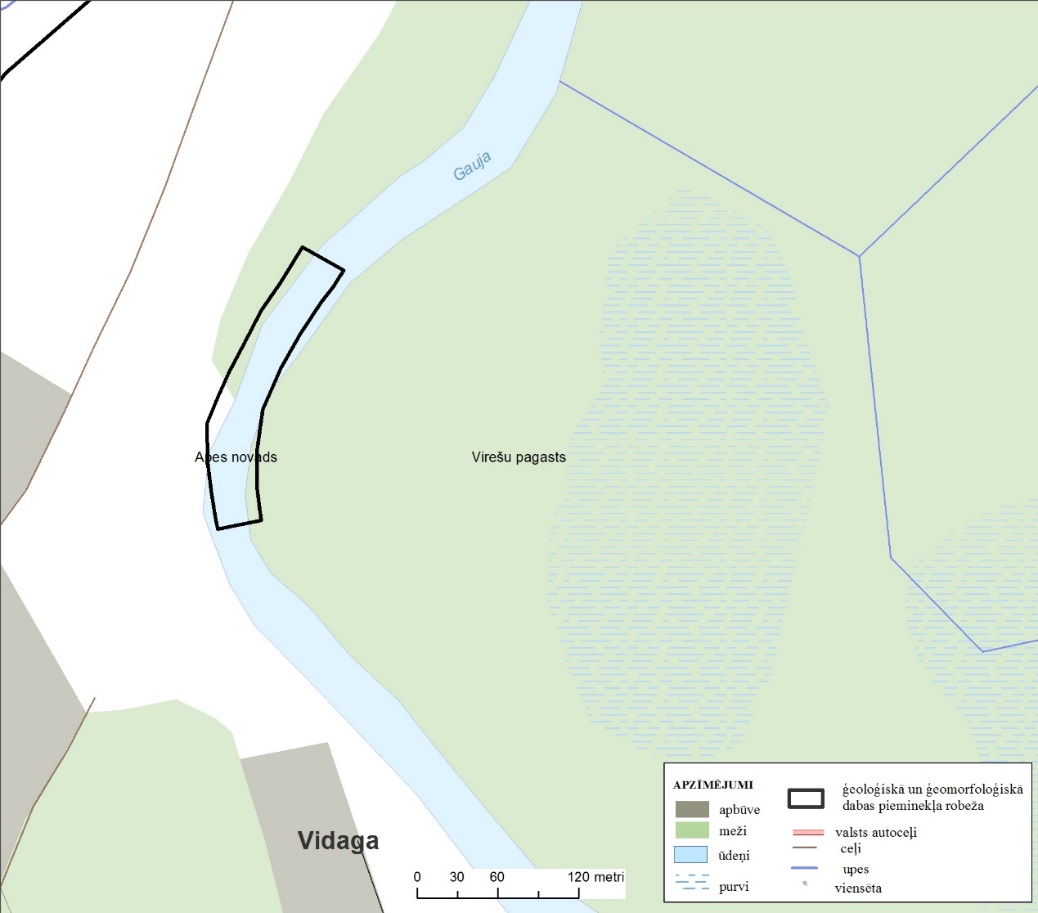 Gauja
Apes novads
Virešu pagasts
Vidaga
0 30 60 120 metri
APZĪMĒJUMI
apbūve
meži
ūdeņi
purvi
ģeoloģiskā un ģeomorfoloģiskā
dabas pieminekļa robeža
valsts autoceļi
ceļi
upes
viensēta